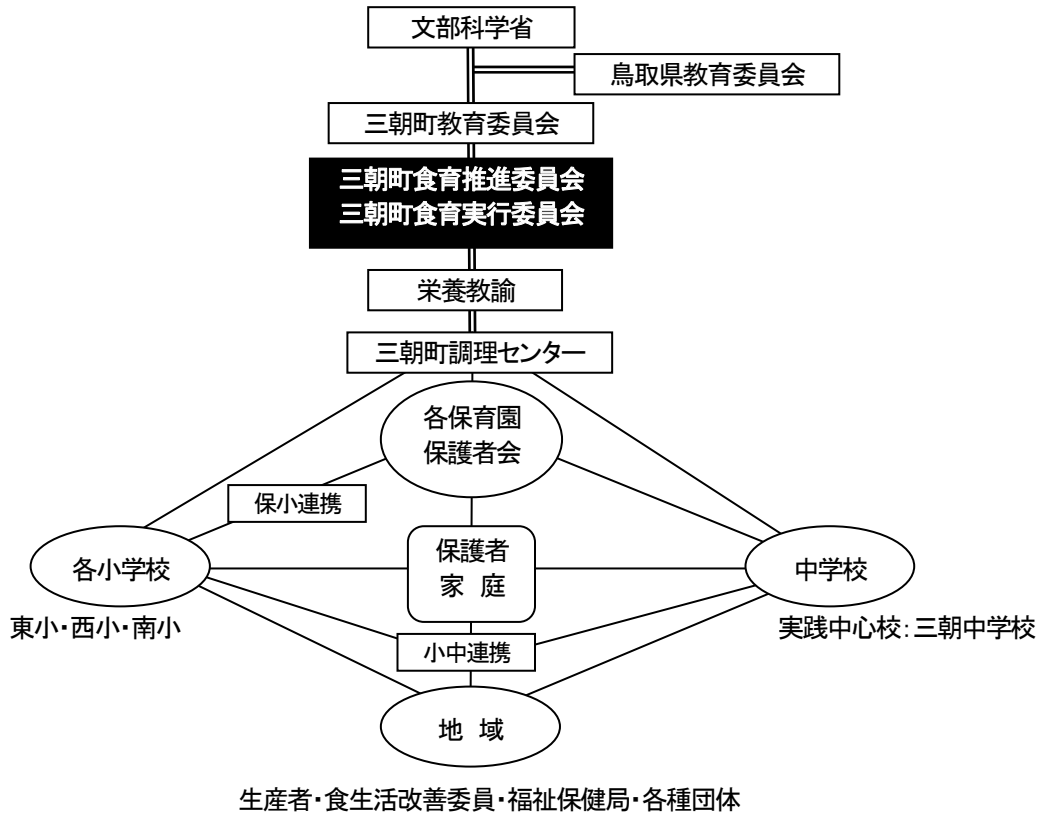 文部科学省
鳥取県教育委員会
三朝町教育委員会
三朝町食育推進委員会
三朝町食育実行委員会
栄養教諭
三朝町調理センター
各保育園
保護者会
保小連携
各小学校
保護者
家 庭
中学校
東小・西小・南小
実践中心校：三朝中学校
小中連携
地 域
生産者・食生活改善委員・福祉保健局・各種団体